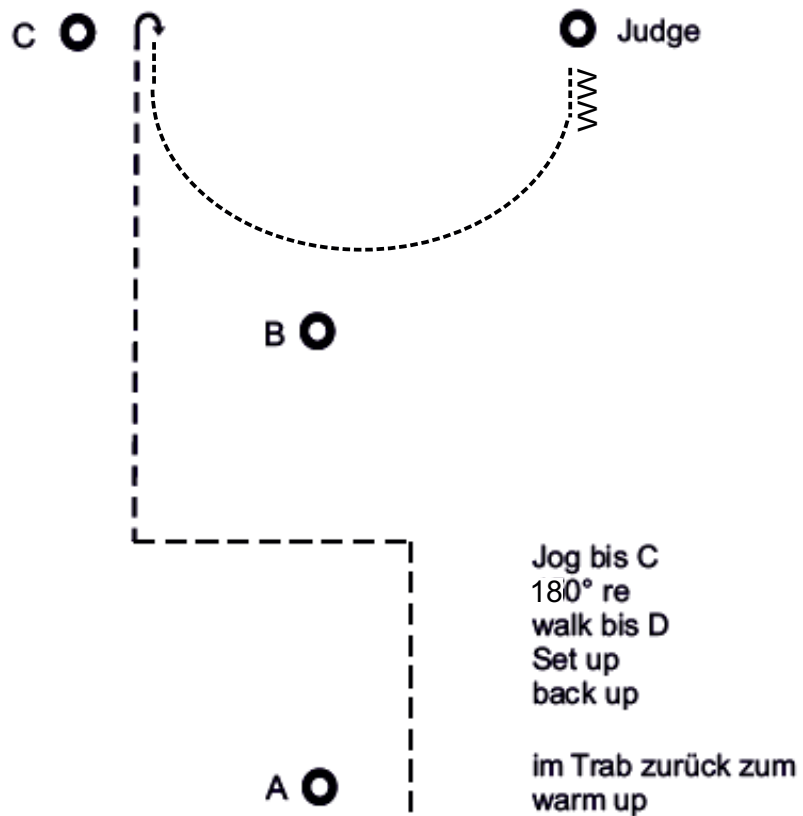 C
Judge
B
Jog bis C
180° re
walk bis D
Set up
back up
A
im Trab zurück zum
warm up